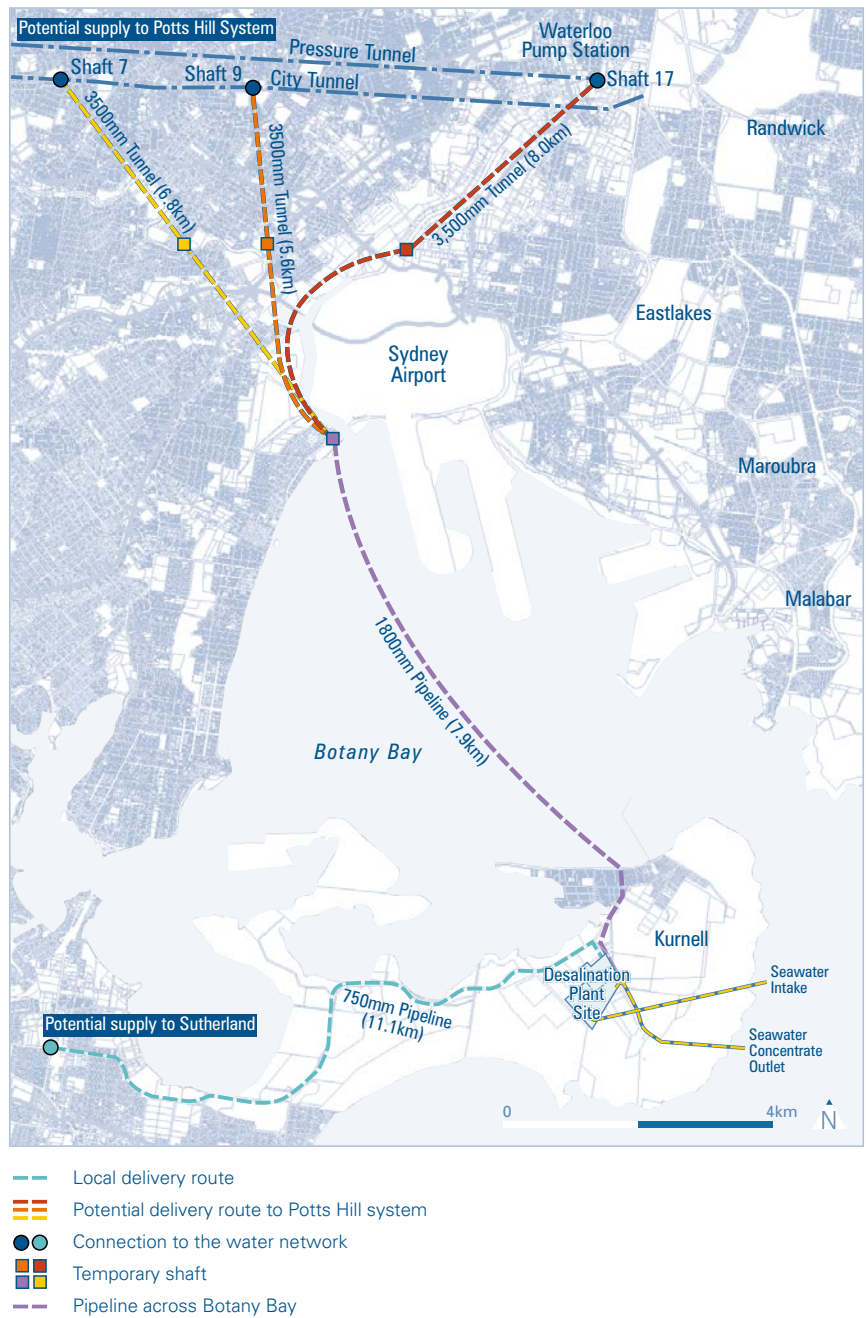 Potential supply to Potts Hill System
Pressure Tunnel
Waterloo
Pump Station
Shaft 7
Shaft 9
City Tunnel
Shaft 17
3500mm Tunnel (6.8km)
3500mm Tunnel (5.6km)
3,500mm Tunnel (8.0km)
Randwick
Eastlakes
Sydney
Airport
Maroubra
Malabar
1800mm Pipeline (7.9km)
Botany Bay
Kurnell
Desalination
Plant
Site
Seawater
Intake
750mm Pipeline
(11.1km)
Potential supply to Sutherland
Seawater
Concentrate
Outlet
0
4km
N
Local delivery route
Potential delivery route to Potts Hill system
Connection to the water network
Temporary shaft
Pipeline across Botany Bay